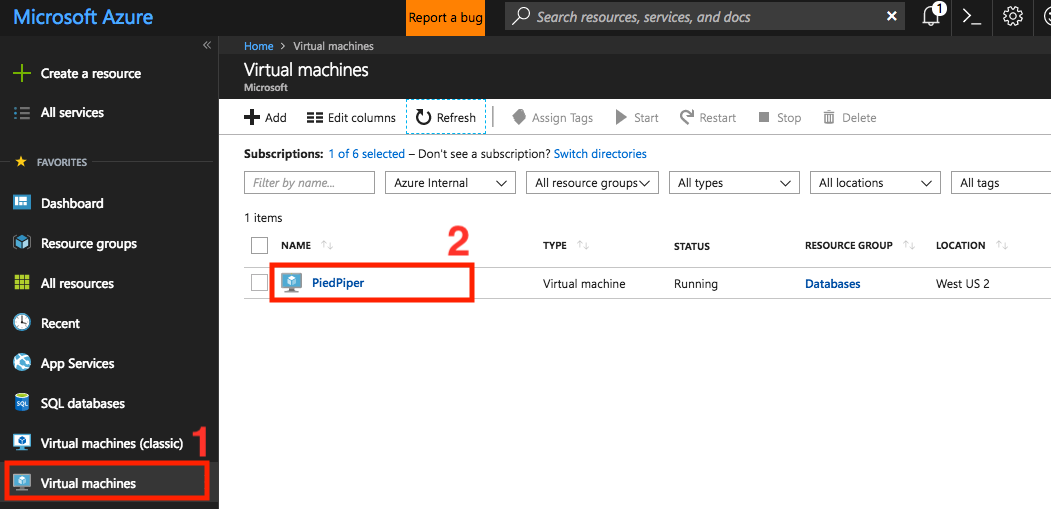 Microsoft Azure
Report a bug
Search resources, services, and docs
1
Create a resource
All services
FAVORITES
Dashboard
Resource groups
All resources
Recent
App Services
SQL
SQL databases
Virtual machines (classic)
1
Virtual machines
Home > Virtual machines
Virtual machines
Microsoft
Add Edit columns Refresh Assign Tags Start Restart Stop Delete
Subscriptions: 1 of 6 selected – Don't see a subscription? Switch directories
Filter by name... Azure Internal All resource groups All types All locations All tags
1 items
2
NAME TYPE STATUS RESOURCE GROUP LOCATION
PiedPiper Virtual machine Running Databases West US 2